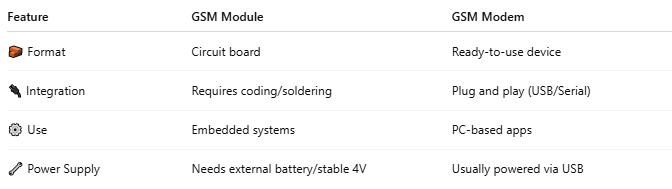 Feature GSM Module GSM Modem
Format Circuit board Ready-to-use device
Integration Requires coding/soldering Plug and play (USB/Serial)
Use Embedded systems PC-based apps
Power Supply Needs external battery/stable 4V Usually powered via USB